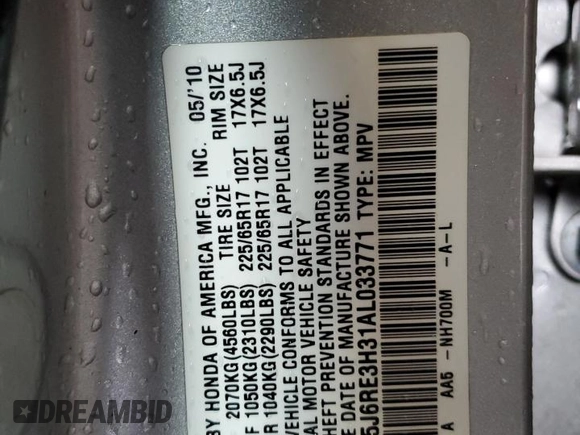 BY HONDA OF AMERICA MFG., INC. 05/'10
2070KG(4560LBS) TIRE SIZE RIM SIZE
F 1050KG(2310LBS) 225/65R17 102T 17X6.5J
R 1040KG(2290LBS) 225/65R17 102T 17X6.5J
VEHICLE CONFORMS TO ALL APPLICABLE
MOTOR VEHICLE SAFETY
THEFT PREVENTION STANDARDS IN EFFECT
DATE OF MANUFACTURE SHOWN ABOVE.
5J6RE3H31AL033771 TYPE: MPV
A AA5 -NH700M -A-L
DREAMBID